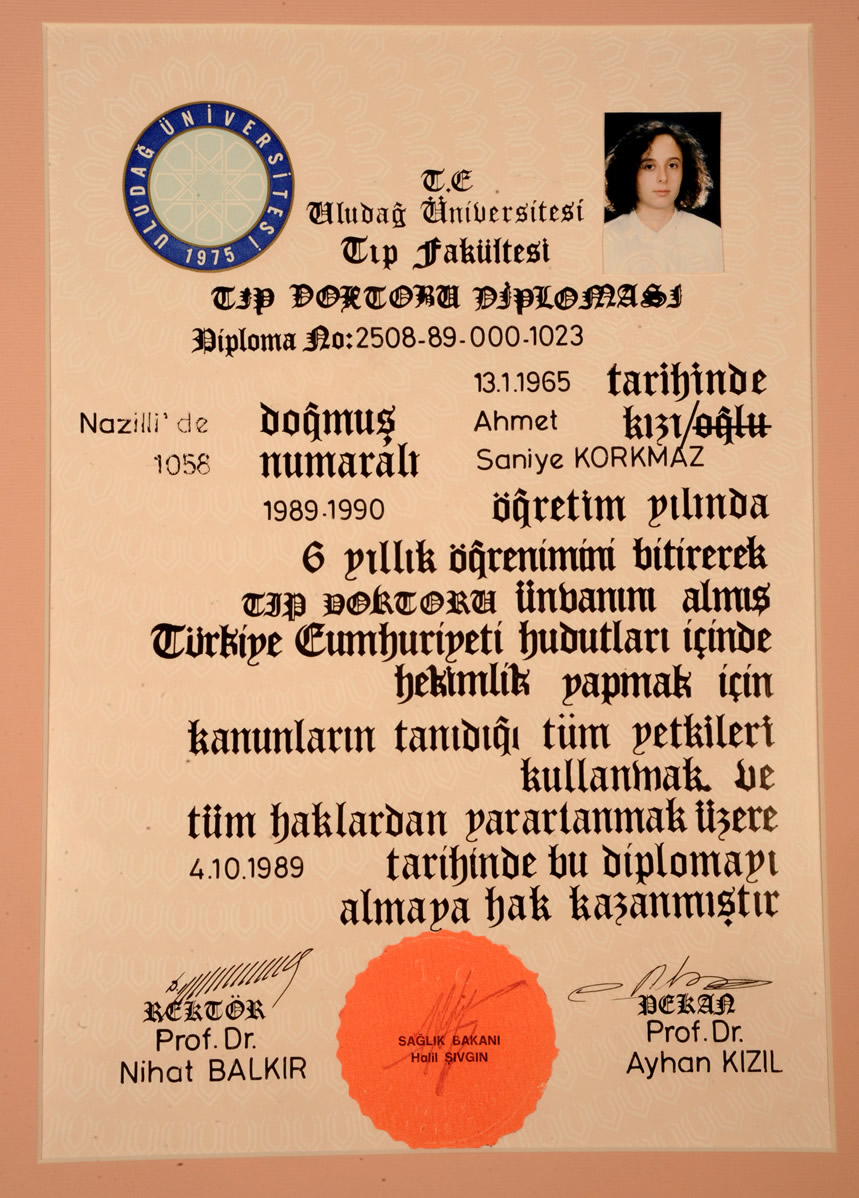 ULUDAĞ ÜNİVERSİTESİ
1975
T.C
Uludağ Üniversitesi
Tıp Fakültesi
TIP DOKTORU DİPLOMASI
Diploma No: 2508-89-000-1023
13.1.1965 tarihinde
Nazilli'de doğmuş Ahmet kızı/oğlu
1058 numaralı Saniye KORKMAZ
1989-1990 öğretim yılında
6 yıllık öğrenimini bitirerek
TIP DOKTORU ünvanını almış
Türkiye Cumhuriyeti hudutları içinde
hekimlik yapmak için
kanunların tanıdığı tüm yetkileri
kullanmak ve
tüm haklardan yararlanmak üzere
4.10.1989 tarihinde bu diplomayı
almaya hak kazanmıştır
REKTÖR
Prof. Dr.
Nihat BALKIR
SAĞLIK BAKANI
Halil ŞIVGIN
DEKAN
Prof. Dr.
Ayhan KIZIL